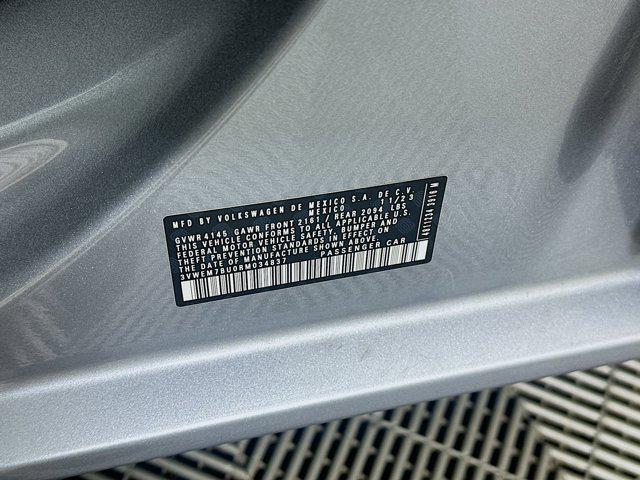 MFD BY VOLKSWAGEN DE MEXICO S.A. DE C.V.
MEXICO 11/23
GVWR4145 GAWR FRONT 2161 / REAR 2094 LBS
THIS VEHICLE CONFORMS TO ALL APPLICABLE U.S.
FEDERAL MOTOR VEHICLE SAFETY, BUMPER AND
THEFT PREVENTION STANDARDS IN EFFECT ON
THE DATE OF MANUFACTURE SHOWN ABOVE.
3VWEM7BU0RM034837 PASSENGER CAR